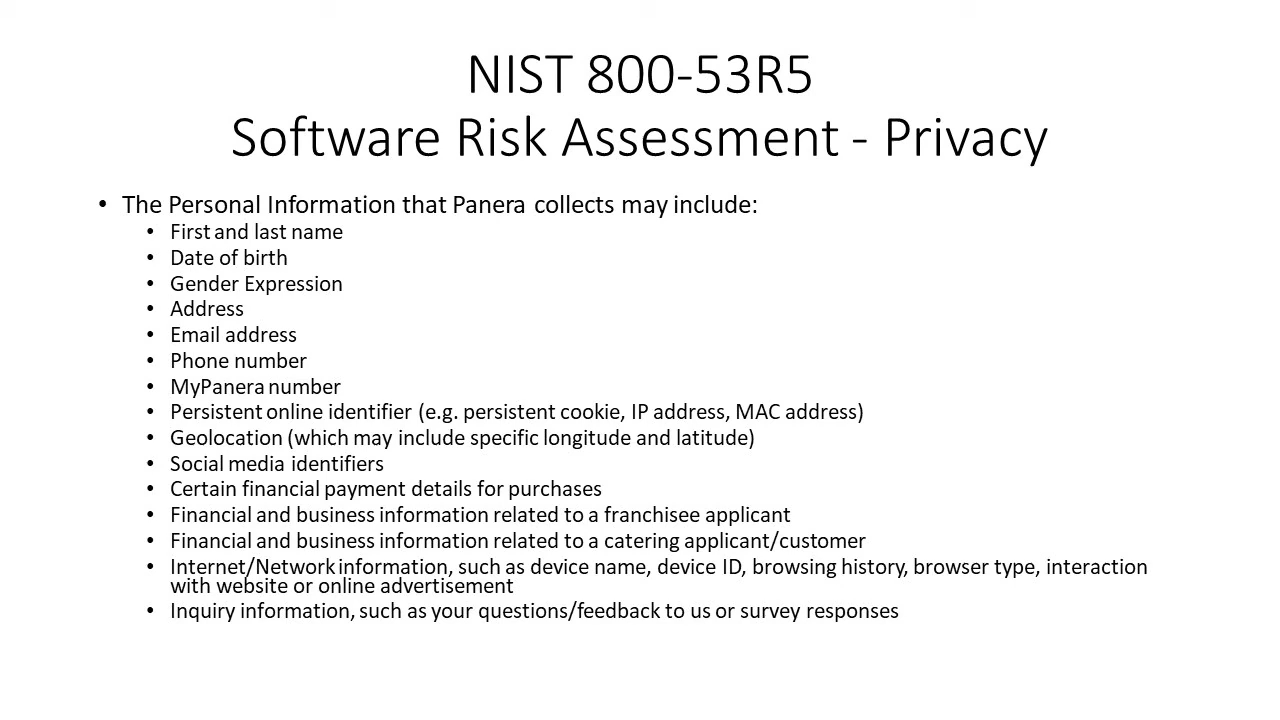 NIST 800-53R5
Software Risk Assessment - Privacy
• The Personal Information that Panera collects may include:
• First and last name
• Date of birth
• Gender Expression
• Address
• Email address
• Phone number
• MyPanera number
• Persistent online identifier (e.g. persistent cookie, IP address, MAC address)
• Geolocation (which may include specific longitude and latitude)
• Social media identifiers
• Certain financial payment details for purchases
• Financial and business information related to a franchisee applicant
• Financial and business information related to a catering applicant/customer
• Internet/Network information, such as device name, device ID, browsing history, browser type, interaction
with website or online advertisement
• Inquiry information, such as your questions/feedback to us or survey responses